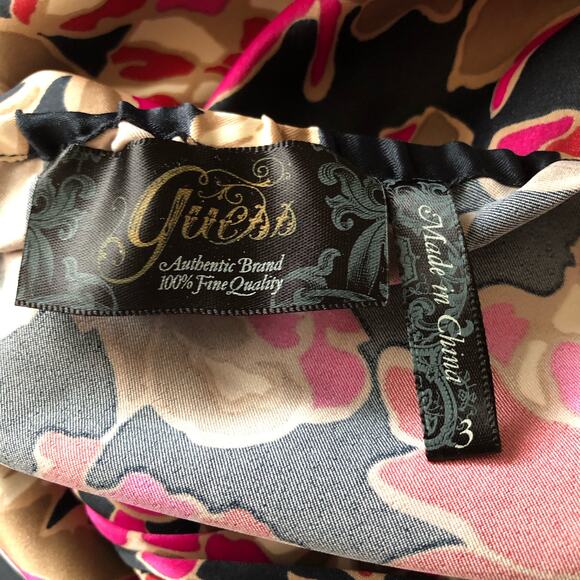 guess
Authentic Brand
100% Fine Quality
Made in China
3